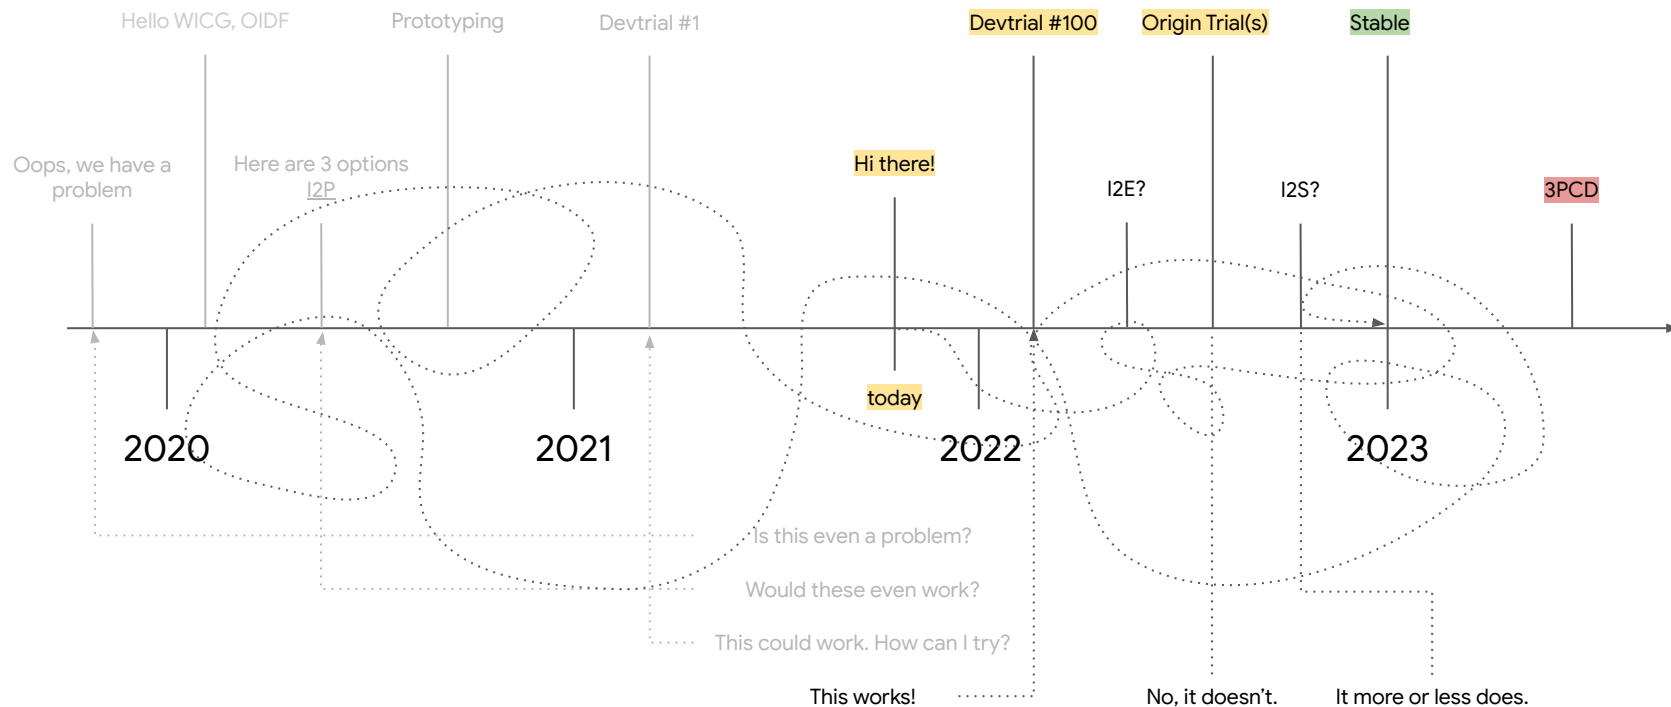 Hello WICG, OIDF
Prototyping
Devtrial #1
Devtrial #100
Origin Trial(s)
Stable
Oops, we have a
problem
Here are 3 options
I2P
Hi there!
I2E?
I2S?
3PCD
today
2020
2021
2022
2023
Is this even a problem?
Would these even work?
This could work. How can I try?
This works!
No, it doesn't.
It more or less does.